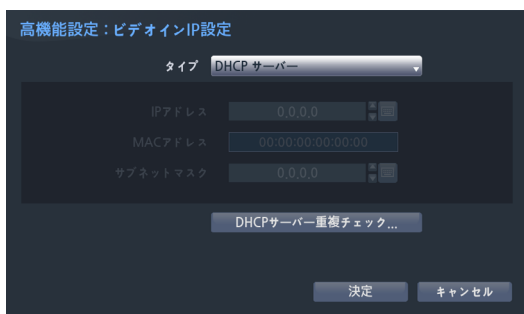 高機能設定：ビデオインIP設定
タイプ DHCP サーバー
IPアドレス 0.0.0.0
MACアドレス 00:00:00:00:00:00
サブネットマスク 0.0.0.0
DHCPサーバー重複チェック...
決定 キャンセル